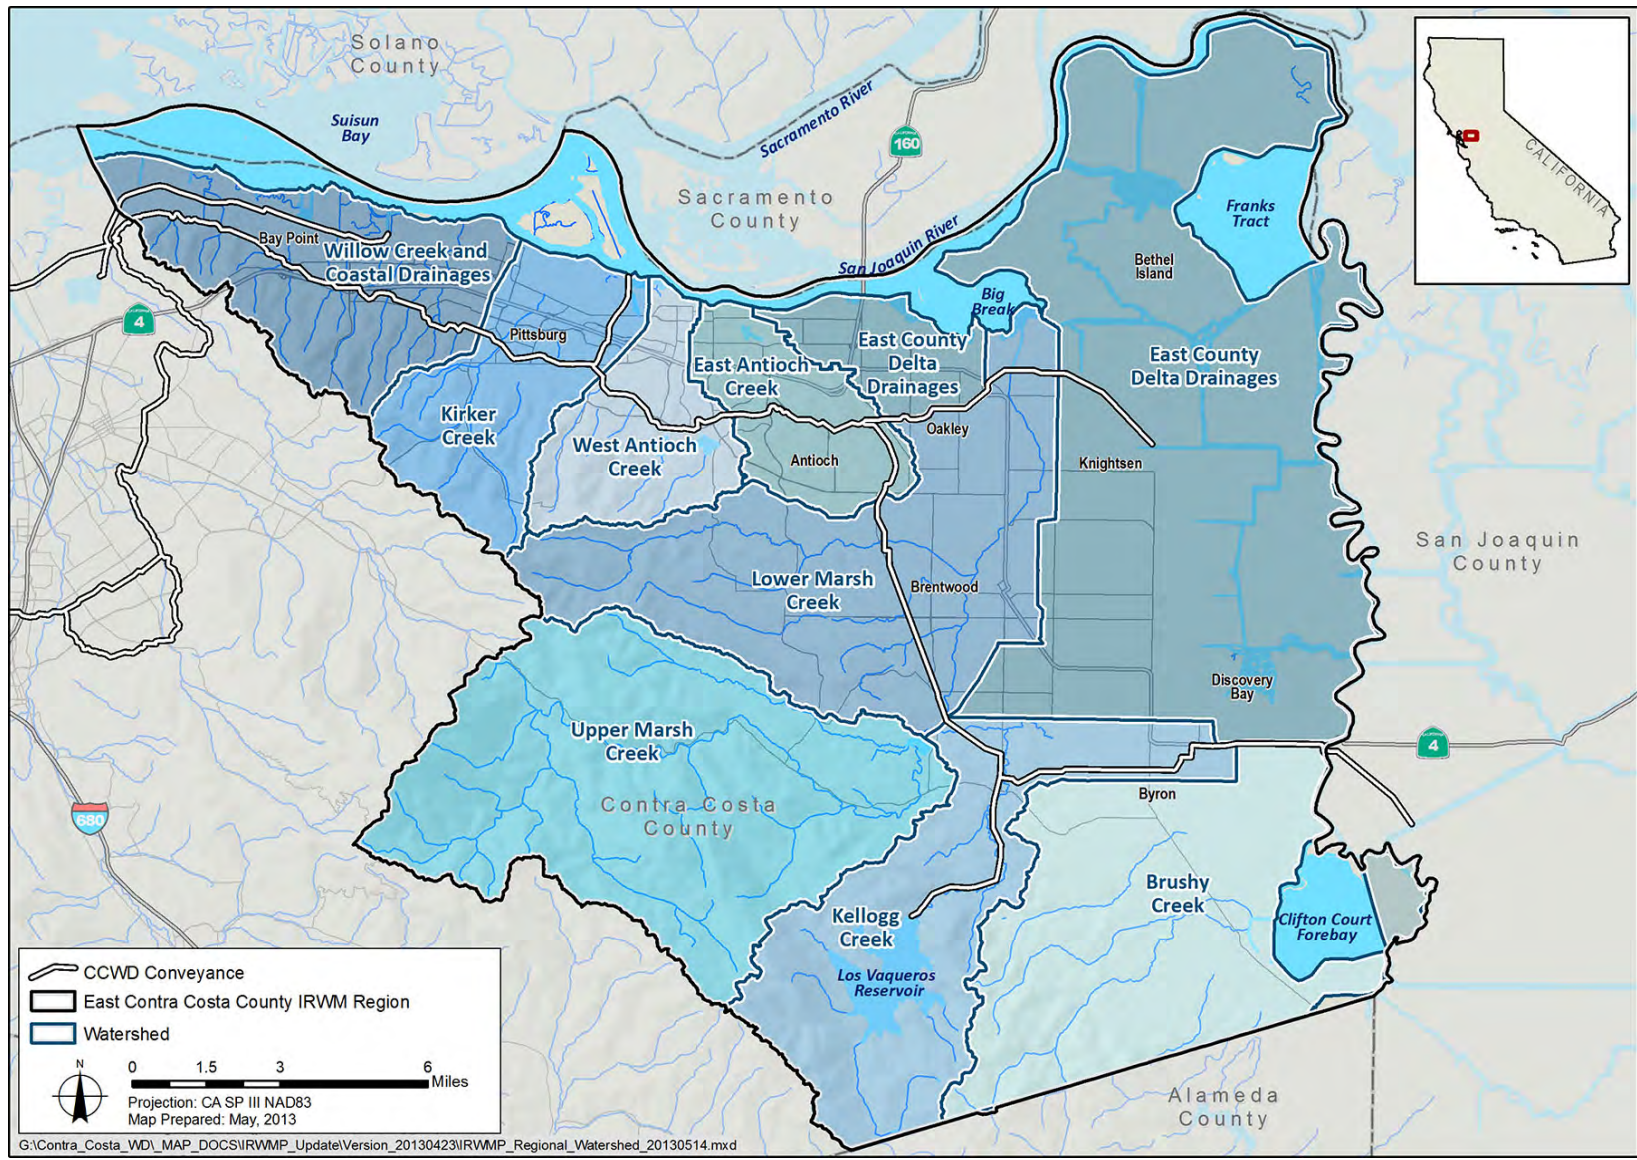 Solano
County
Suisun
Bay
Sacramento River
160
Sacramento
County
San Joaquin River
Franks
Tract
CALIFORNIA
Bay Point
Willow Creek and
Coastal Drainages
Bethel
Island
Big
Break
4
Pittsburg
East Antioch
Creek
East County
Delta
Drainages
East County
Delta Drainages
Kirker
Creek
West Antioch
Creek
Antioch
Oakley
Knightsen
San Joaquin
County
Lower Marsh
Creek
Brentwood
Discovery
Bay
Upper Marsh
Creek
4
Contra Costa
County
Byron
680
Brushy
Creek
Kellogg
Creek
Clifton Court
Forebay
Los Vaqueros
Reservoir
Alameda
County
CCWD Conveyance
East Contra Costa County IRWM Region
Watershed
N
0 1.5 3 6
Miles
Projection: CA SP III NAD83
Map Prepared: May, 2013
G:\Contra_Costa_WD\_MAP_DOCS\IRWMP_Update\Version_20130423\IRWMP_Regional_Watershed_20130514.mxd